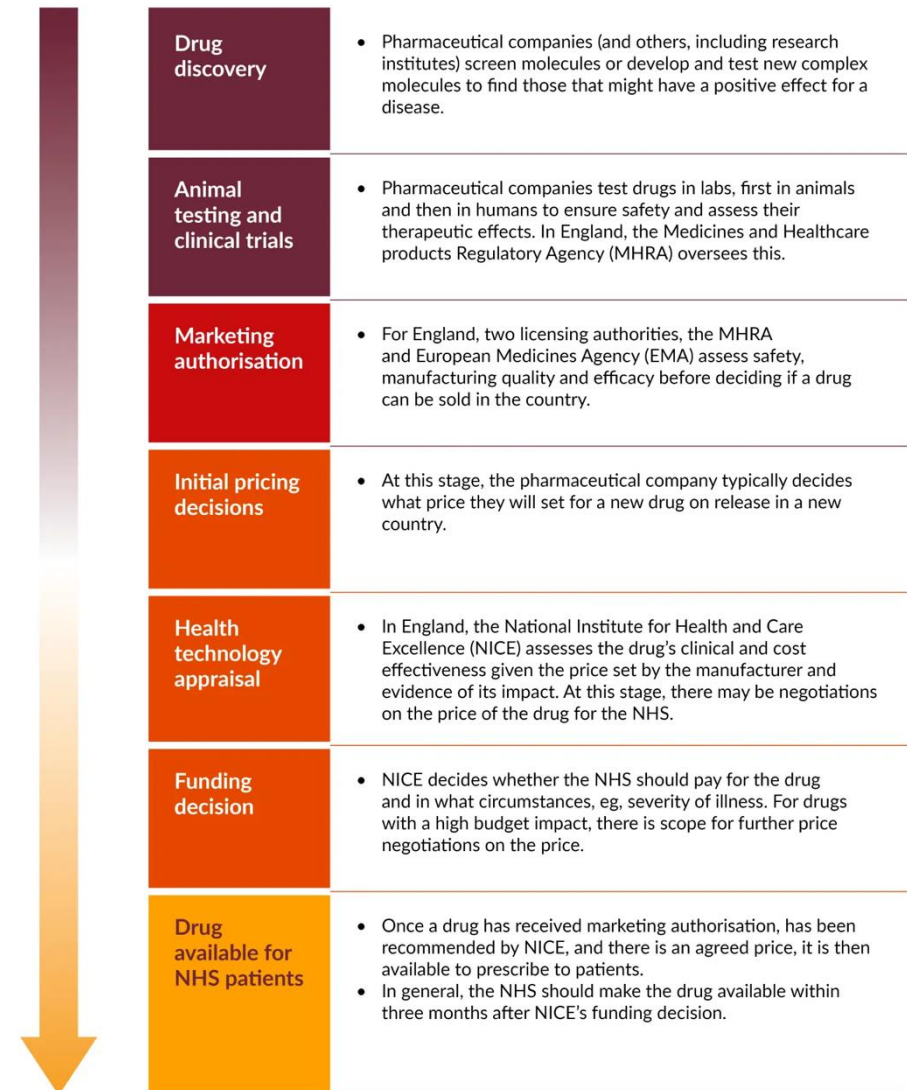 Drug
discovery
• Pharmaceutical companies (and others, including research
institutes) screen molecules or develop and test new complex
molecules to find those that might have a positive effect for a
disease.
Animal
testing and
clinical trials
• Pharmaceutical companies test drugs in labs, first in animals
and then in humans to ensure safety and assess their
therapeutic effects. In England, the Medicines and Healthcare
products Regulatory Agency (MHRA) oversees this.
Marketing
authorisation
• For England, two licensing authorities, the MHRA
and European Medicines Agency (EMA) assess safety,
manufacturing quality and efficacy before deciding if a drug
can be sold in the country.
Initial pricing
decisions
• At this stage, the pharmaceutical company typically decides
what price they will set for a new drug on release in a new
country.
Health
technology
appraisal
• In England, the National Institute for Health and Care
Excellence (NICE) assesses the drug's clinical and cost
effectiveness given the price set by the manufacturer and
evidence of its impact. At this stage, there may be negotiations
on the price of the drug for the NHS.
Funding
decision
• NICE decides whether the NHS should pay for the drug
and in what circumstances, eg, severity of illness. For drugs
with a high budget impact, there is scope for further price
negotiations on the price.
Drug
available for
NHS patients
• Once a drug has received marketing authorisation, has been
recommended by NICE, and there is an agreed price, it is then
available to prescribe to patients.
• In general, the NHS should make the drug available within
three months after NICE's funding decision.